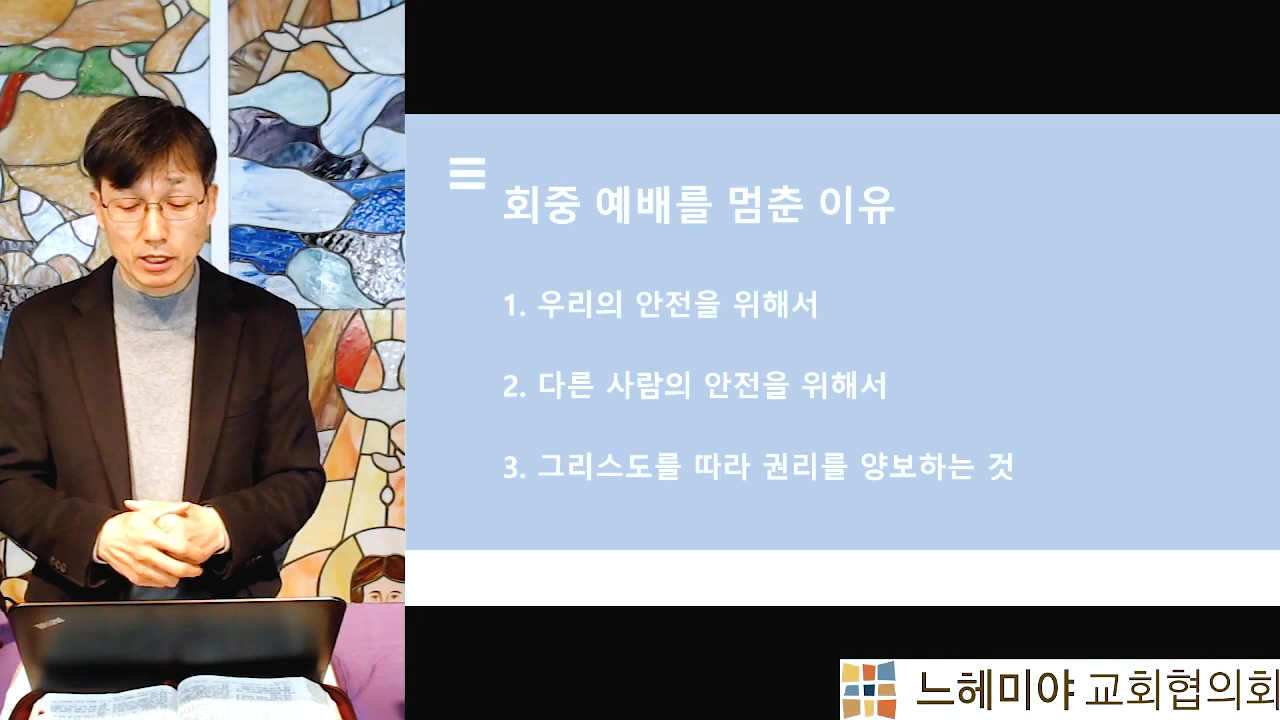 회중 예배를 멈춘 이유
1. 우리의 안전을 위해서
2. 다른 사람의 안전을 위해서
3. 그리스도를 따라 권리를 양보하는 것
느헤미야 교회협의회